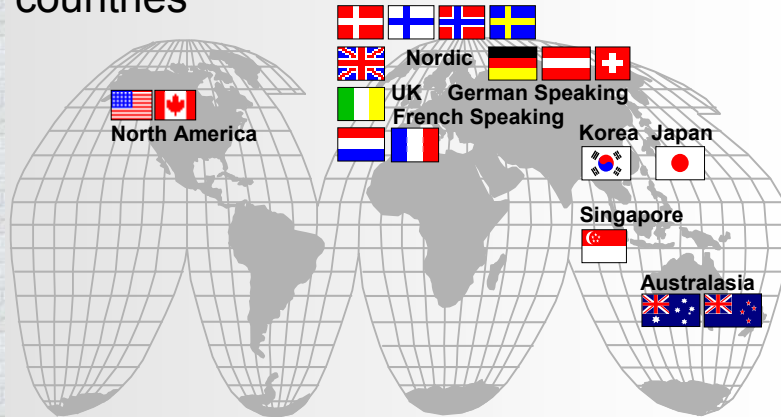 countries
Nordic
UK German Speaking
French Speaking
North America
Korea Japan
Singapore
Australasia